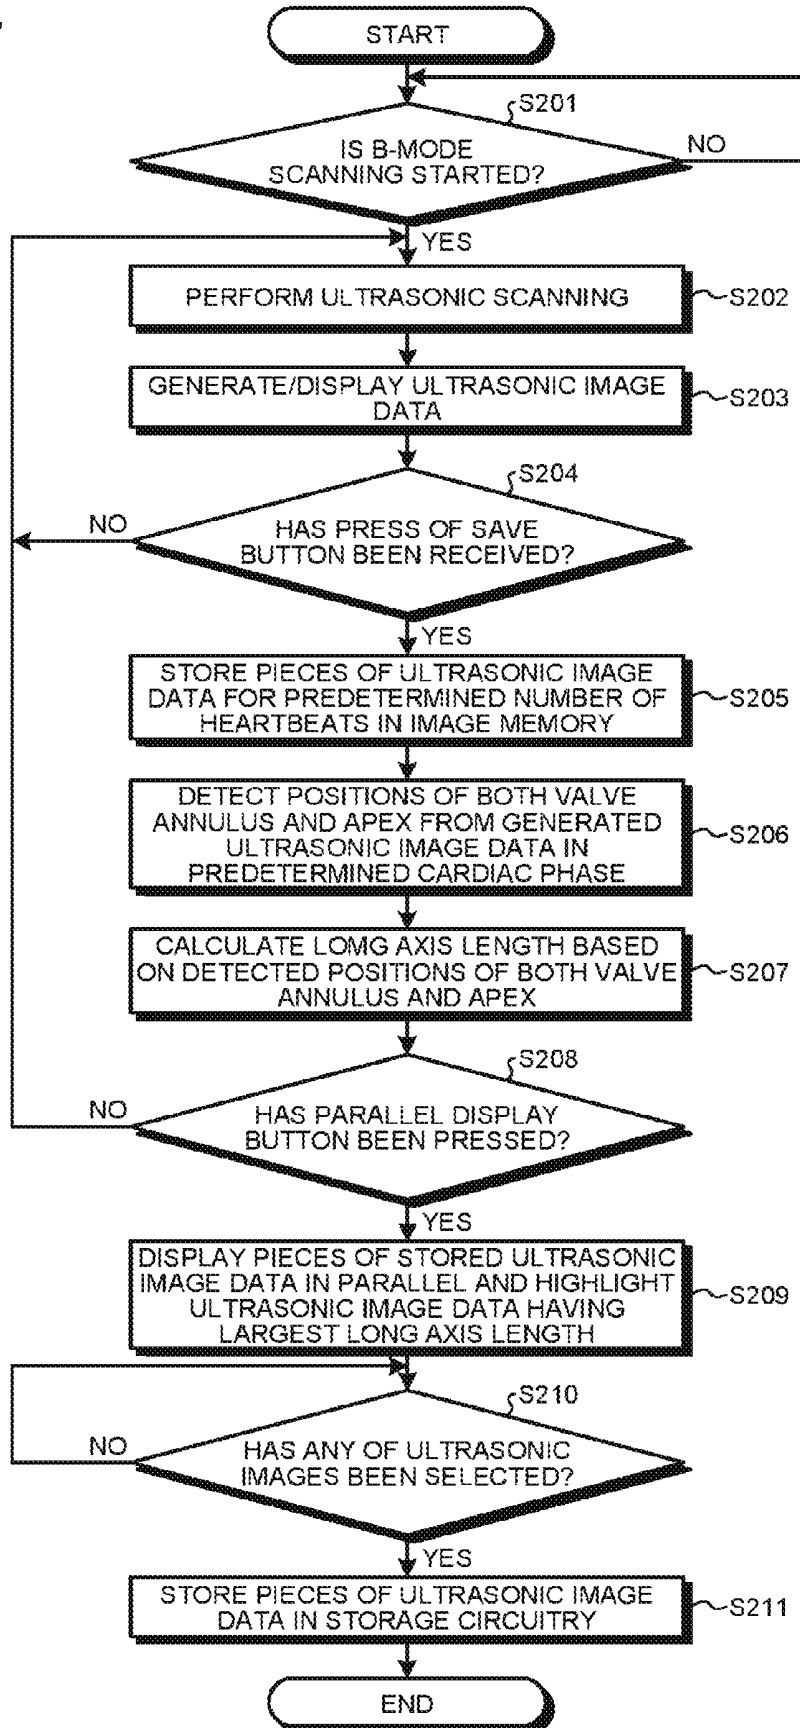 START
S201
IS B-MODE
SCANNING STARTED?
NO
YES
PERFORM ULTRASONIC SCANNING
S202
GENERATE/DISPLAY ULTRASONIC IMAGE
DATA
S203
S204
NO
HAS PRESS OF SAVE
BUTTON BEEN RECEIVED?
YES
STORE PIECES OF ULTRASONIC IMAGE
DATA FOR PREDETERMINED NUMBER OF
HEARTBEATS IN IMAGE MEMORY
S205
DETECT POSITIONS OF BOTH VALVE
ANNULUS AND APEX FROM GENERATED
ULTRASONIC IMAGE DATA IN
PREDETERMINED CARDIAC PHASE
S206
CALCULATE LOMG AXIS LENGTH BASED
ON DETECTED POSITIONS OF BOTH VALVE
ANNULUS AND APEX
S207
S208
NO
HAS PARALLEL DISPLAY
BUTTON BEEN PRESSED?
YES
DISPLAY PIECES OF STORED ULTRASONIC
IMAGE DATA IN PARALLEL AND HIGHLIGHT
ULTRASONIC IMAGE DATA HAVING
LARGEST LONG AXIS LENGTH
S209
S210
NO
HAS ANY OF ULTRASONIC
IMAGES BEEN SELECTED?
YES
STORE PIECES OF ULTRASONIC IMAGE
DATA IN STORAGE CIRCUITRY
S211
END